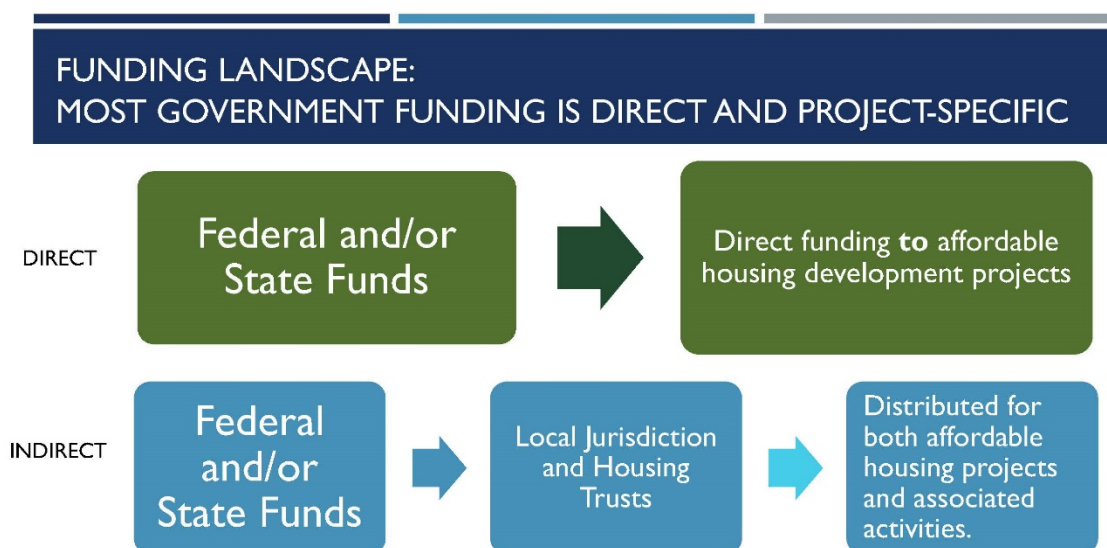 FUNDING LANDSCAPE:
MOST GOVERNMENT FUNDING IS DIRECT AND PROJECT-SPECIFIC
DIRECT
Federal and/or
State Funds
Direct funding to affordable
housing development projects
INDIRECT
Federal
and/or
State Funds
Local Jurisdiction
and Housing
Trusts
Distributed for
both affordable
housing projects
and associated
activities.